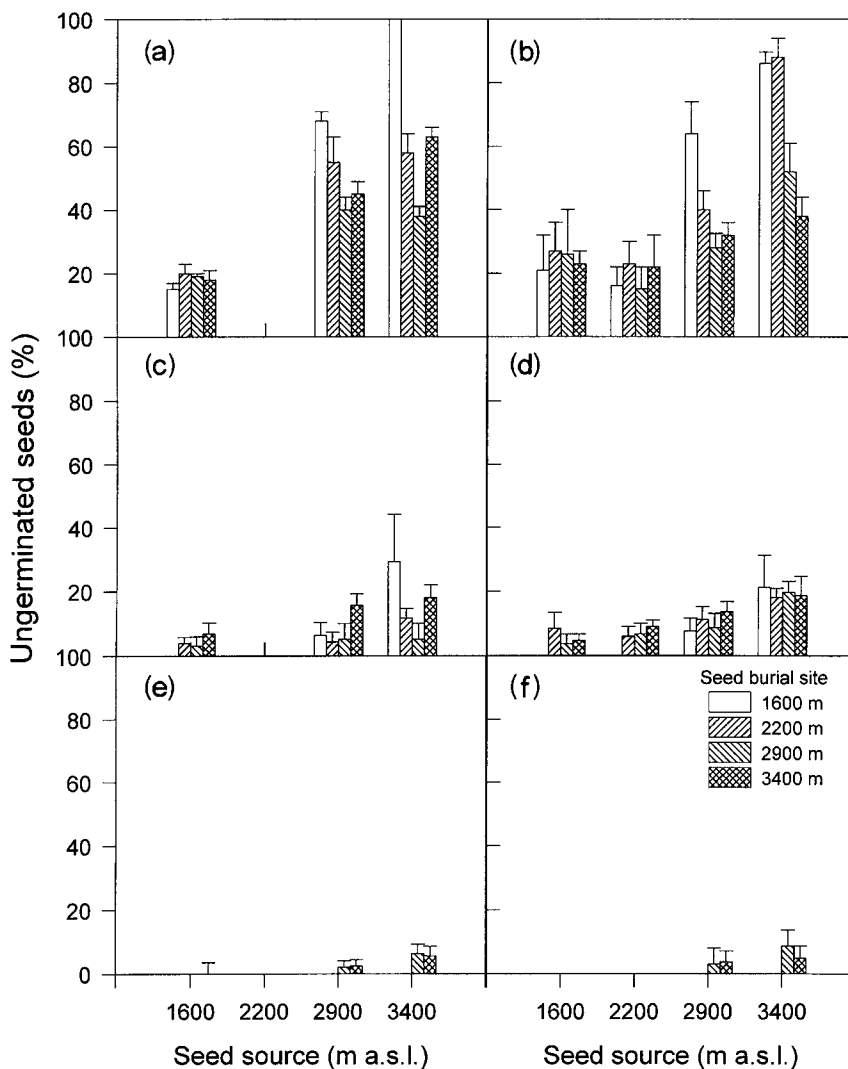 Ungerminated seeds (%)
100
80
60
40
20
100
80
60
40
20
100
80
60
40
20
0
(a)
(b)
(c)
(d)
(e)
(f)
Seed burial site
1600 m
2200 m
2900 m
3400 m
1600 2200 2900 3400
1600 2200 2900 3400
Seed source (m a.s.l.)
Seed source (m a.s.l.)